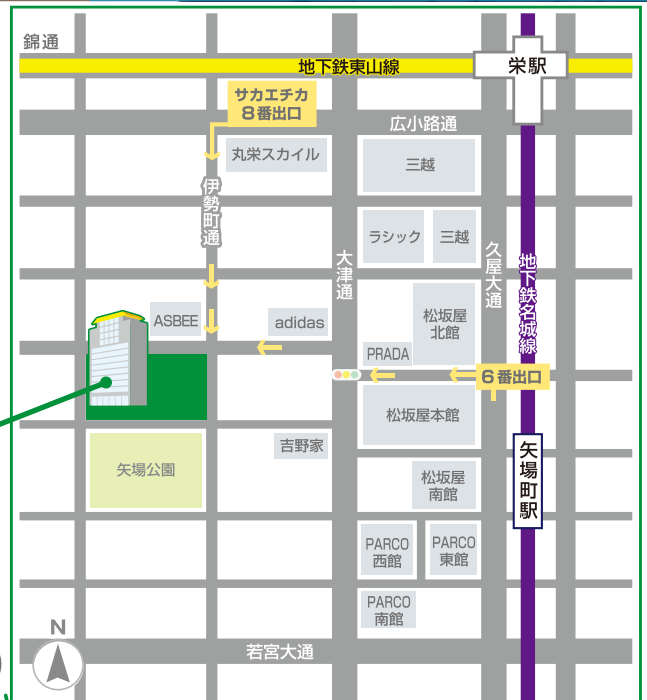 錦通
地下鉄東山線
栄駅
サカエチカ
8番出口
広小路通
丸栄スカイル
三越
伊勢町通
ラシック
三越
大津通
久屋大通
地下鉄名城線
ASBEE
adidas
松坂屋
北館
PRADA
6番出口
松坂屋本館
吉野家
矢場公園
松坂屋
南館
矢場町駅
PARCO
西館
PARCO
東館
PARCO
南館
N
若宮大通